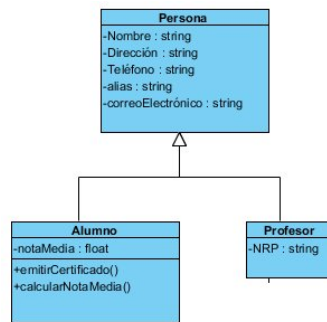 Persona
-Nombre : string
-Dirección : string
-Teléfono : string
-alias : string
-correoElectrónico : string
Alumno
-notaMedia : float
+emitirCertificado()
+calcularNotaMedia()
Profesor
-NRP : string